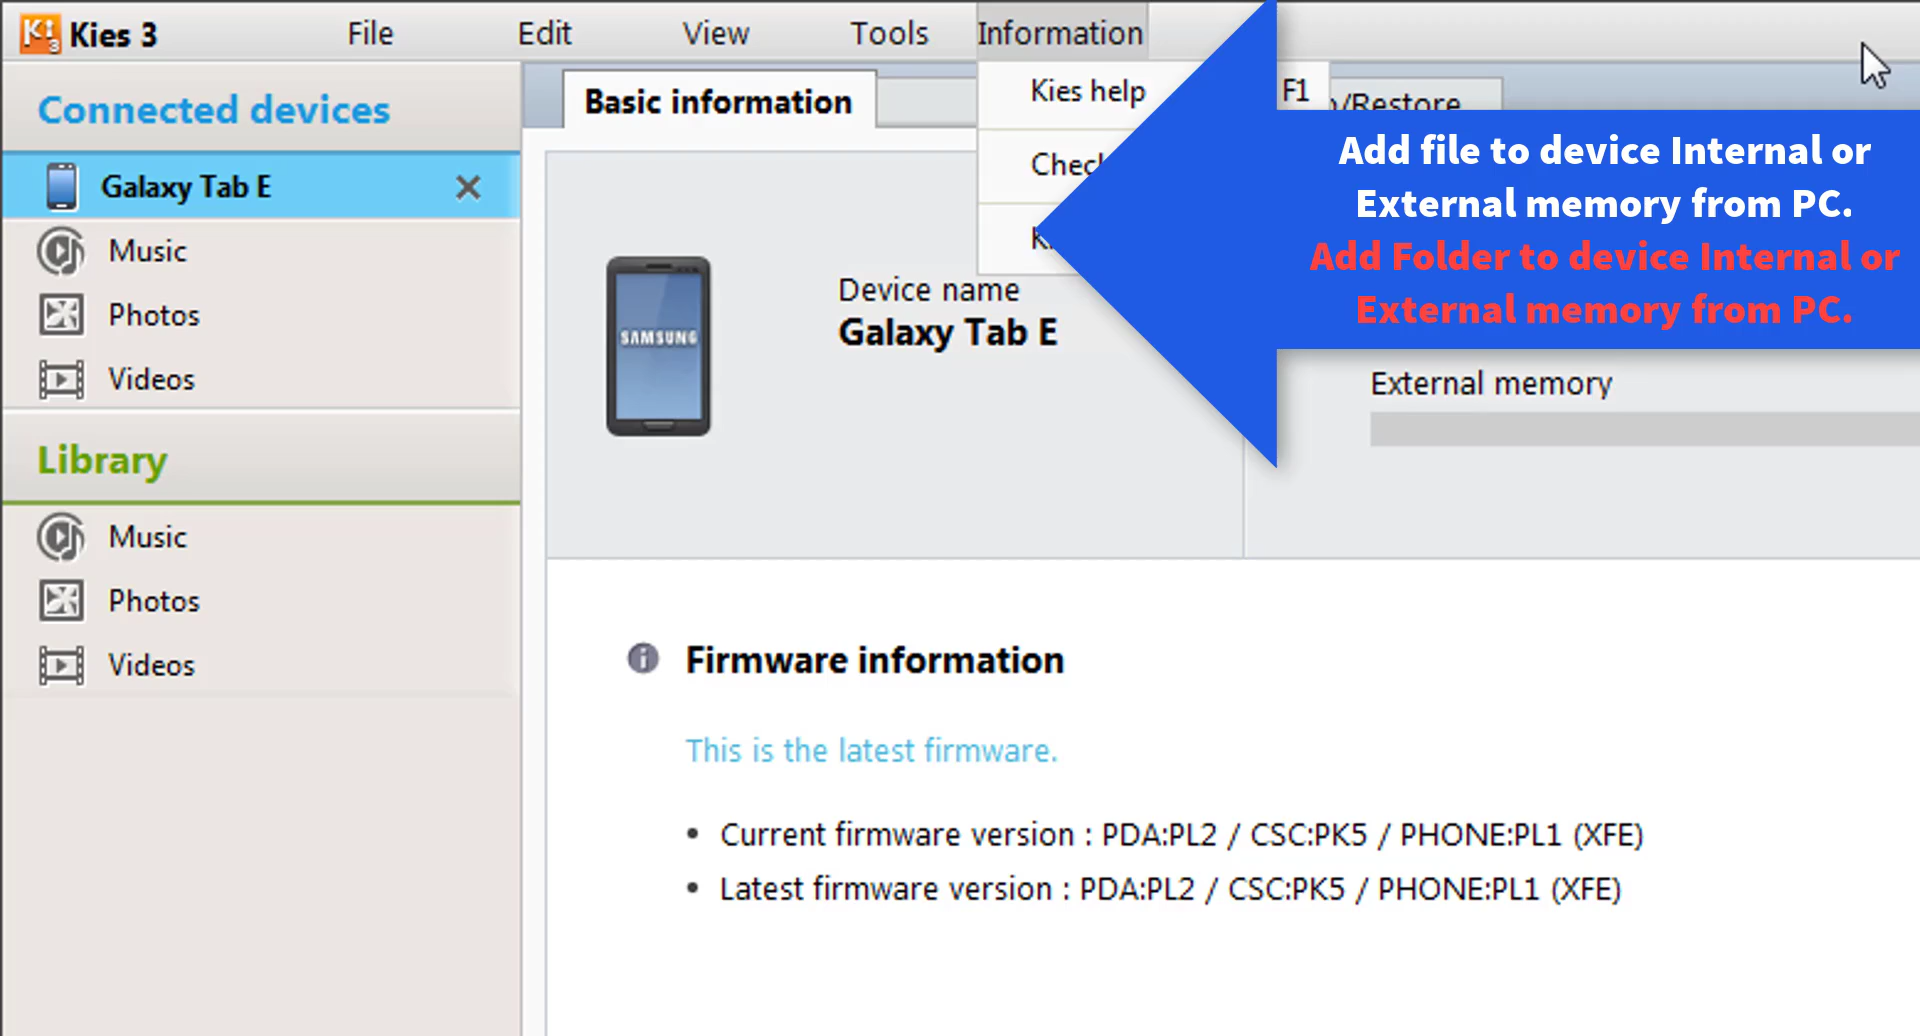 Kies 3
File
Edit
View
Tools
Information
Connected devices
Galaxy Tab E
Music
Photos
Videos
Library
Music
Photos
Videos
Basic information
Kies help
F1
/Restore
Device name
Galaxy Tab E
Add file to device Internal or
External memory from PC.
Add Folder to device Internal or
External memory from PC.
External memory
SAMSUNG
Firmware information
This is the latest firmware.
• Current firmware version : PDA:PL2 / CSC:PK5 / PHONE:PL1 (XFE)
• Latest firmware version : PDA:PL2 / CSC:PK5 / PHONE:PL1 (XFE)